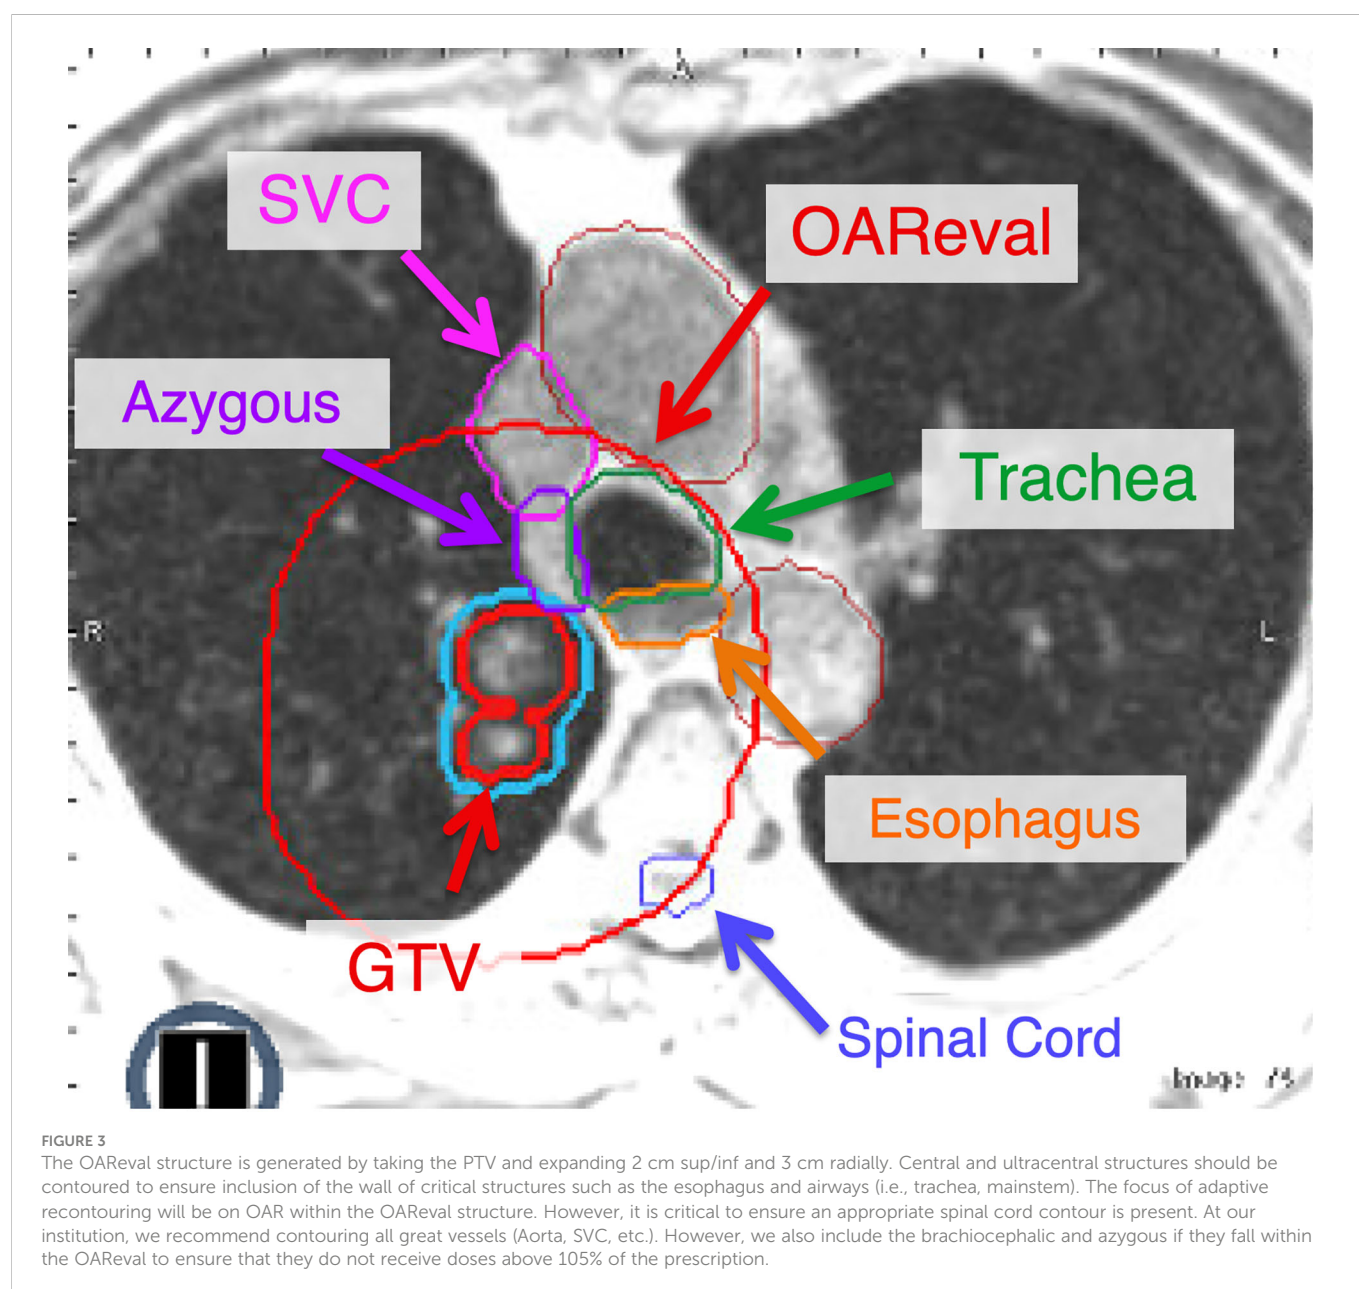 A
SVC
OAReval
Azygous
Trachea
R
L
Esophagus
GTV
Spinal Cord
FIGURE 3
The OAReval structure is generated by taking the PTV and expanding 2 cm sup/inf and 3 cm radially. Central and ultracentral structures should be
contoured to ensure inclusion of the wall of critical structures such as the esophagus and airways (i.e., trachea, mainstem). The focus of adaptive
recontouring will be on OAR within the OAReval structure. However, it is critical to ensure an appropriate spinal cord contour is present. At our
institution, we recommend contouring all great vessels (Aorta, SVC, etc.). However, we also include the brachiocephalic and azygous if they fall within
the OAReval to ensure that they do not receive doses above 105% of the prescription.